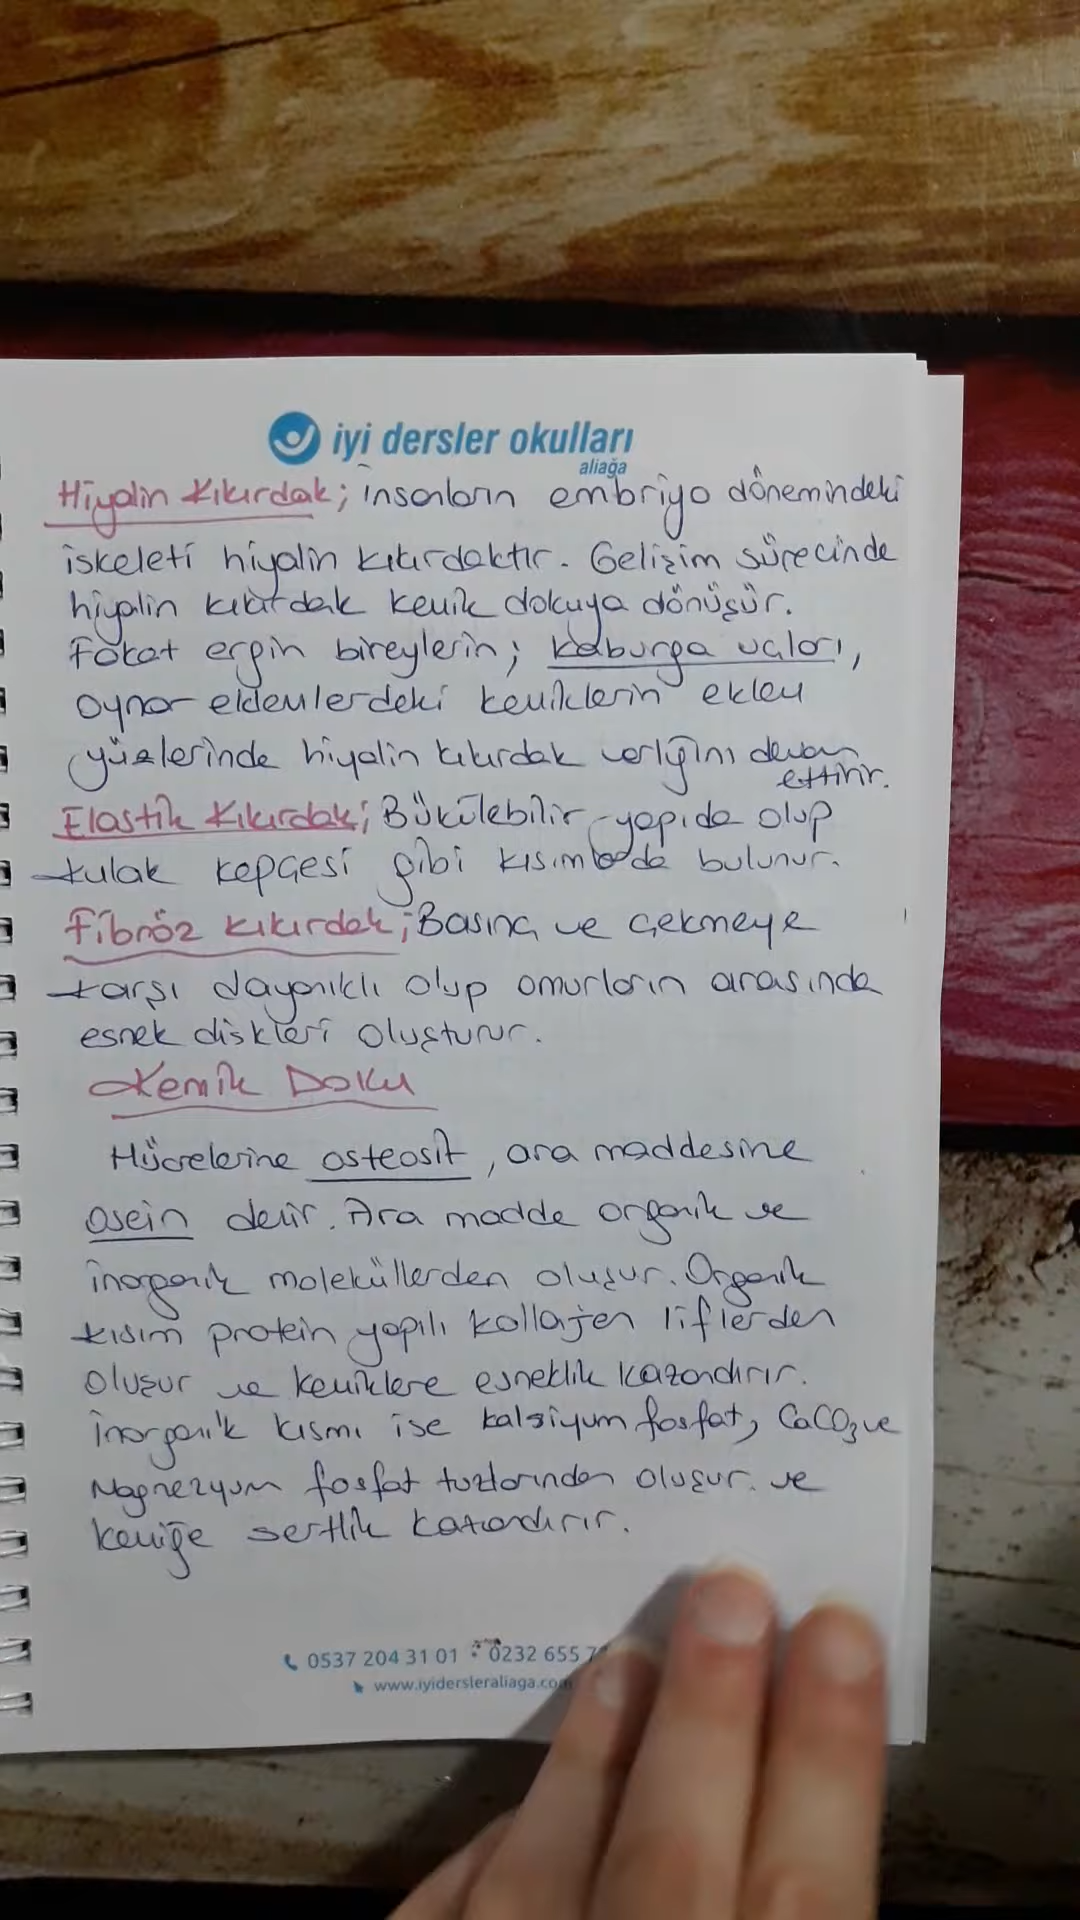 iyi dersler okulları
aliağa
Hiyalin Kıkırdak; İnsanların embriyo dönemindeki
iskeleti hiyalin kıkırdaktır. Gelişim sürecinde
hiyalin kıkırdak kemik dokuya dönüşür.
Fakat ergin bireylerin; kaburga uçları,
oynar eklemlerdeki kemiklerin eklem
yüzlerinde hiyalin kıkırdak varlığını devam
ettirir.
Elastik Kıkırdak; Bükülebilir yapıda olup
kulak kepçesi gibi kısımlarda bulunur.
Fibröz kıkırdak; Basınç ve çekmeye
karşı dayanıklı olup omurların arasında
esnek diskleri oluşturur.
Kemik Doku
Hücrelerine osteosit, ara maddesine
osein denir. Ara madde organik ve
inorganik moleküllerden oluşur. Organik
kısım protein yapılı kollajen liflerden
oluşur ve kemiklere esneklik kazandırır.
İnorganik kısmı ise kalsiyum fosfat, CaCO3 ve
Magnezyum fosfat tuzlarından oluşur. ve
kemiğe sertlik kazandırır.
0537 204 31 01 0232 655 7
www.iyidersleraliaga.co